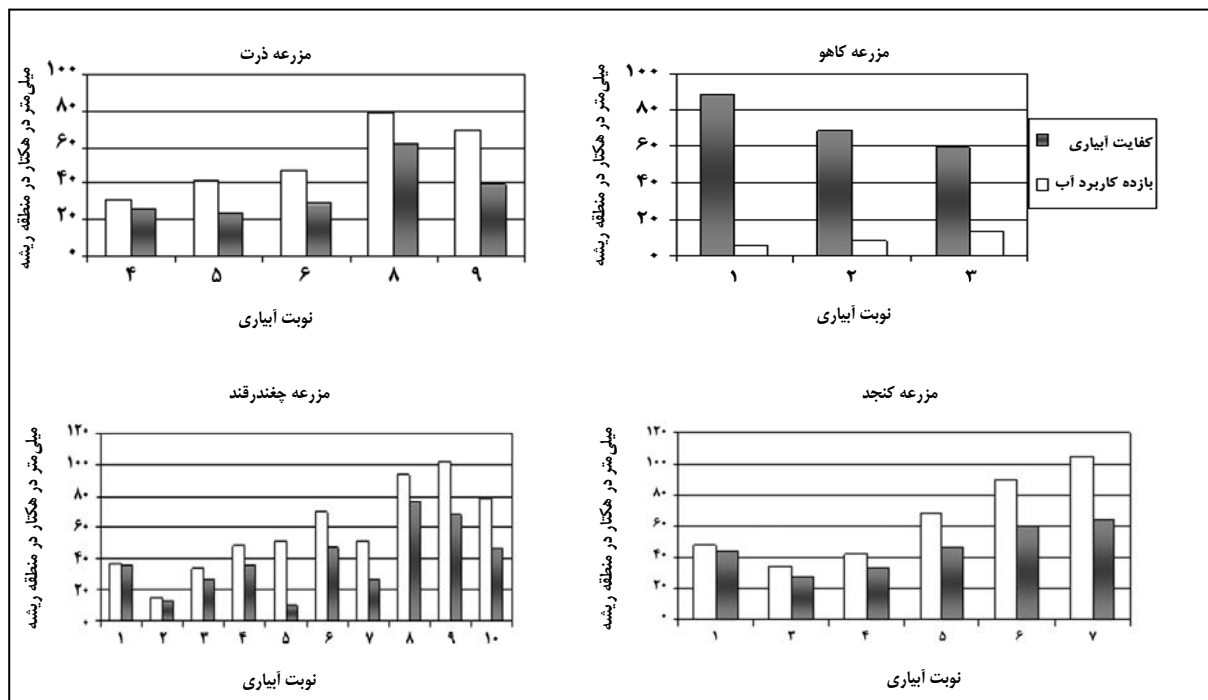 مزرعه کاهو
میلی‌متر در هکتار در منطقه ریشه
۱۰۰
۸۰
۶۰
۴۰
۲۰
۰
۱ ۲ ۳
نوبت آبیاری
کفایت آبیاری
بازده کاربرد آب
مزرعه ذرت
میلی‌متر در هکتار در منطقه ریشه
۱۰۰
۸۰
۶۰
۴۰
۲۰
۰
۴ ۵ ۶ ۸ ۹
نوبت آبیاری
مزرعه کنجد
میلی‌متر در هکتار در منطقه ریشه
۱۲۰
۱۰۰
۸۰
۶۰
۴۰
۲۰
۰
۱ ۳ ۴ ۵ ۶ ۷
نوبت آبیاری
مزرعه چغندرقند
میلی‌متر در هکتار در منطقه ریشه
۱۲۰
۱۰۰
۸۰
۶۰
۴۰
۲۰
۰
۱ ۲ ۳ ۴ ۵ ۶ ۷ ۸ ۹ ۱۰
نوبت آبیاری